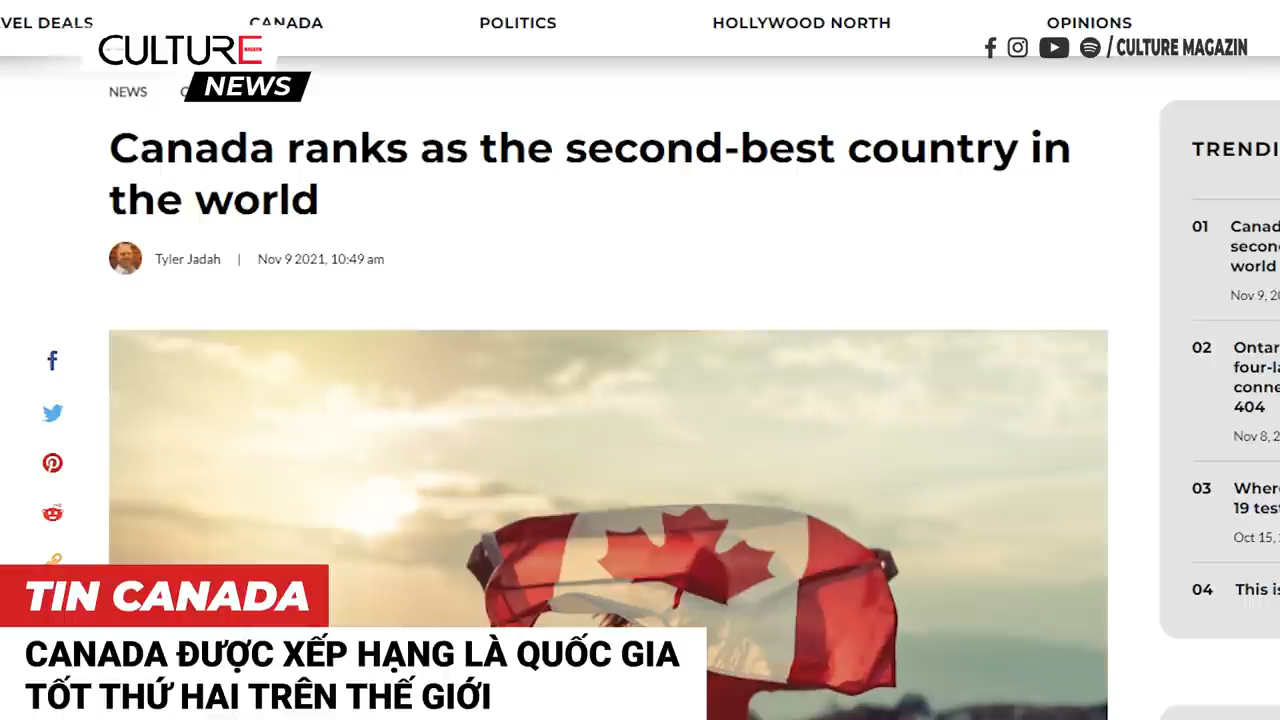 VEL DEALS
CANADA
POLITICS
HOLLYWOOD NORTH
OPINIONS
CULTURE
NEWS
/ CULTURE MAGAZIN
NEWS
Canada ranks as the second-best country in
the world
Tyler Jadah | Nov 9 2021, 10:49 am
TRENDI
01 Canad
secon
world
Nov 9, 20
02 Ontar
four-la
conne
404
Nov 8, 2
03 Where
19 tes
Oct 15,
04 This is
TIN CANADA
CANADA ĐƯỢC XẾP HẠNG LÀ QUỐC GIA
TỐT THỨ HAI TRÊN THẾ GIỚI